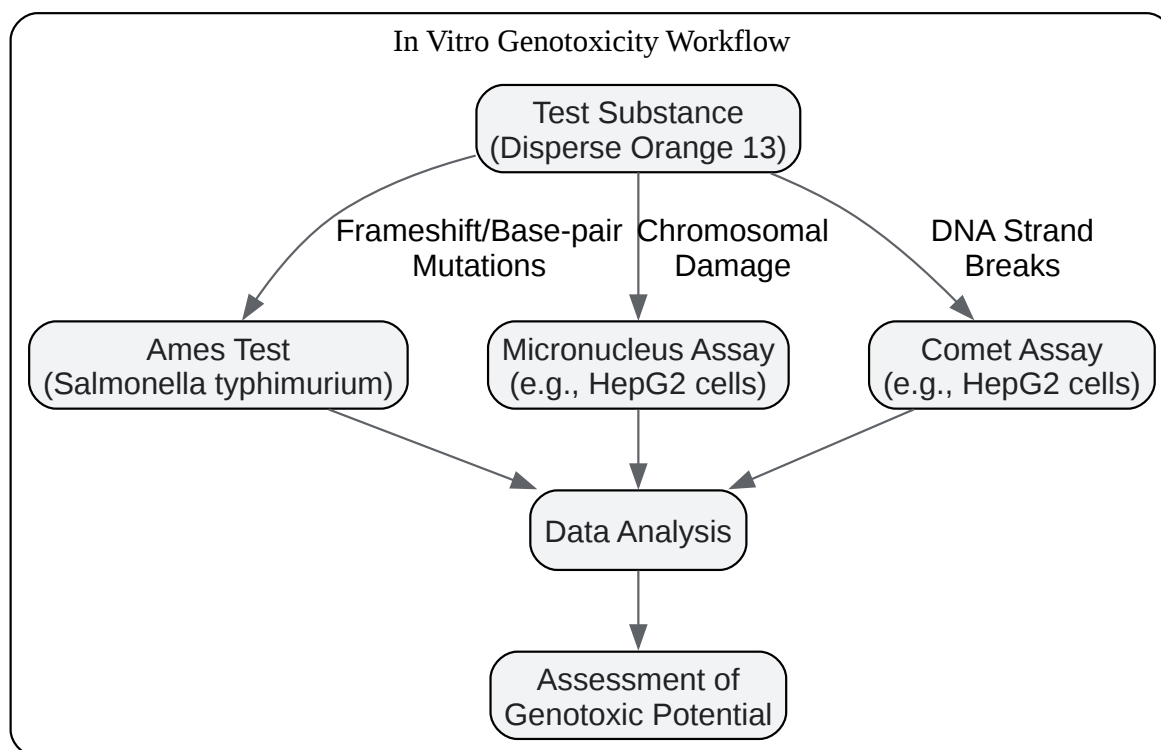 In Vitro Genotoxicity Workflow
Test Substance
(Disperse Orange 13)
Frameshift/Base-pair
Mutations
Chromosomal
Damage
DNA Strand
Breaks
Ames Test
(Salmonella typhimurium)
Micronucleus Assay
(e.g., HepG2 cells)
Comet Assay
(e.g., HepG2 cells)
Data Analysis
Assessment of
Genotoxic Potential